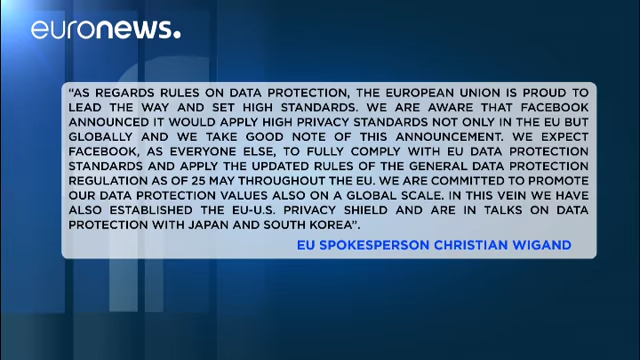 euronews.
“AS REGARDS RULES ON DATA PROTECTION, THE EUROPEAN UNION IS PROUD TO
LEAD THE WAY AND SET HIGH STANDARDS. WE ARE AWARE THAT FACEBOOK
ANNOUNCED IT WOULD APPLY HIGH PRIVACY STANDARDS NOT ONLY IN THE EU BUT
GLOBALLY AND WE TAKE GOOD NOTE OF THIS ANNOUNCEMENT. WE EXPECT
FACEBOOK, AS EVERYONE ELSE, TO FULLY COMPLY WITH EU DATA PROTECTION
STANDARDS AND APPLY THE UPDATED RULES OF THE GENERAL DATA PROTECTION
REGULATION AS OF 25 MAY THROUGHOUT THE EU. WE ARE COMMITTED TO PROMOTE
OUR DATA PROTECTION VALUES ALSO ON A GLOBAL SCALE. IN THIS VEIN WE HAVE
ALSO ESTABLISHED THE EU-U.S. PRIVACY SHIELD AND ARE IN TALKS ON DATA
PROTECTION WITH JAPAN AND SOUTH KOREA”.
EU SPOKESPERSON CHRISTIAN WIGAND